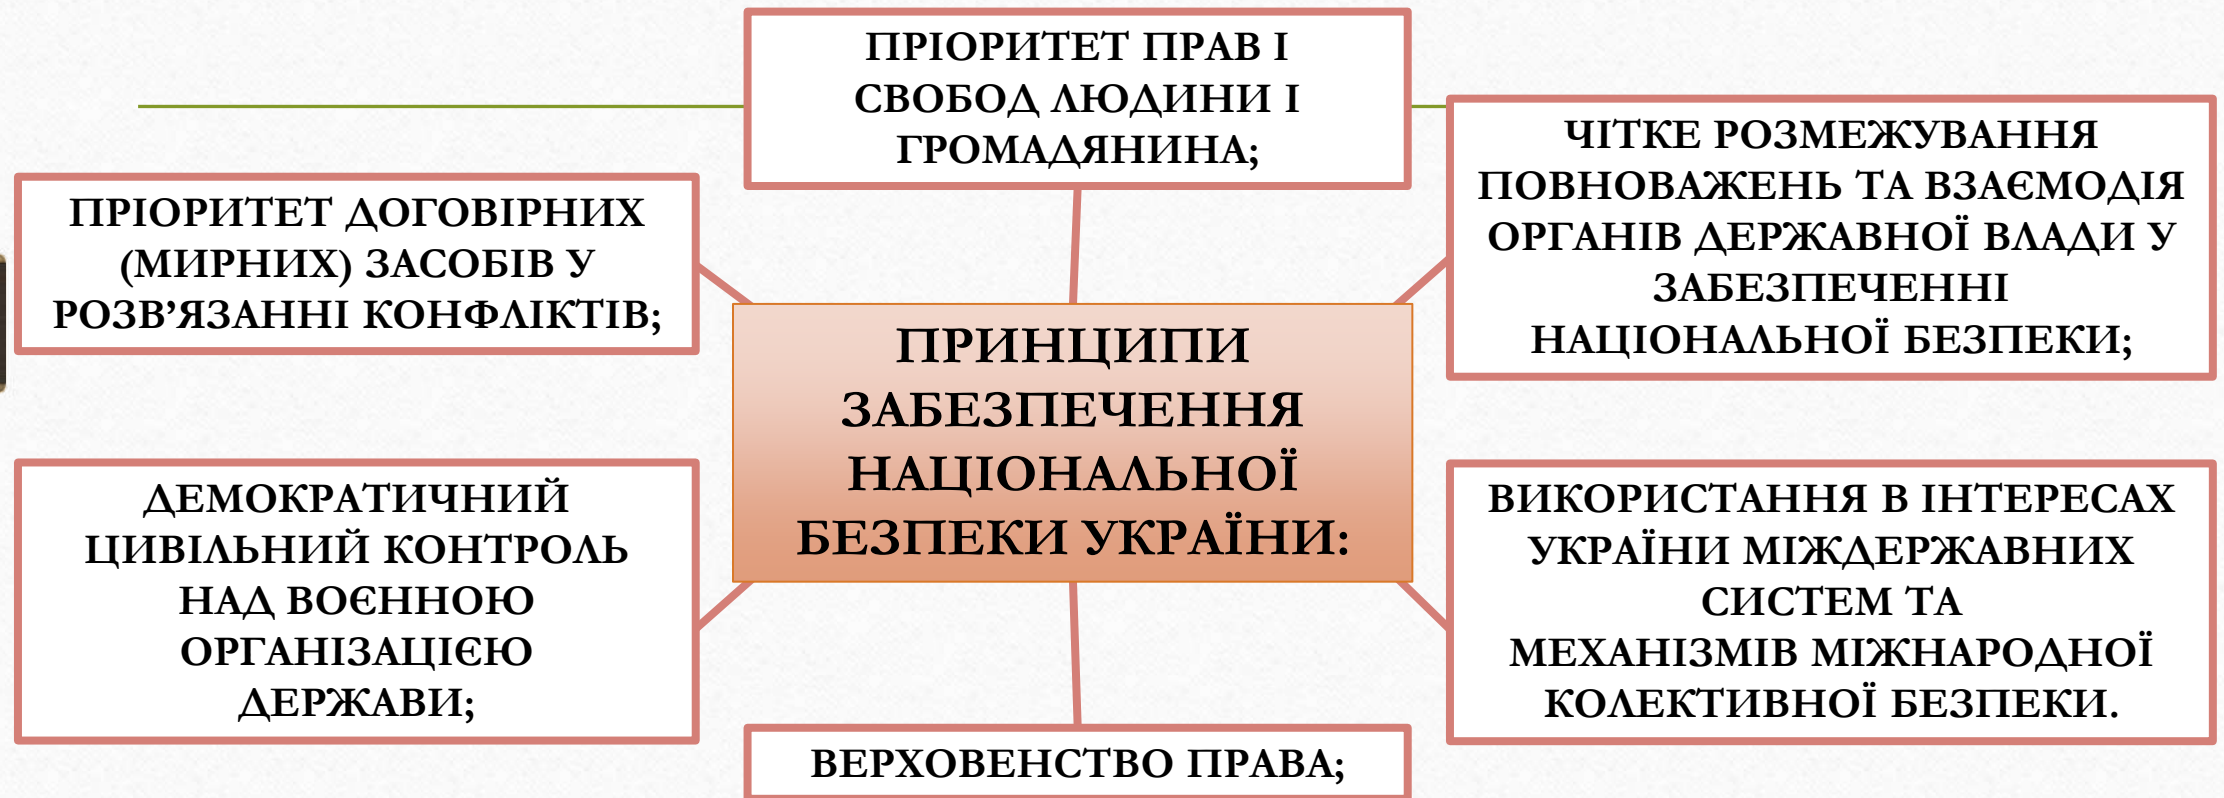 ПРІОРИТЕТ ПРАВ І
СВОБОД ЛЮДИНИ І
ГРОМАДЯНИНА;
ЧІТКЕ РОЗМЕЖУВАННЯ
ПОВНОВАЖЕНЬ ТА ВЗАЄМОДІЯ
ОРГАНІВ ДЕРЖАВНОЇ ВЛАДИ У
ЗАБЕЗПЕЧЕННІ
НАЦІОНАЛЬНОЇ БЕЗПЕКИ;
ПРІОРИТЕТ ДОГОВІРНИХ
(МИРНИХ) ЗАСОБІВ У
РОЗВ’ЯЗАННІ КОНФЛІКТІВ;
ПРИНЦИПИ
ЗАБЕЗПЕЧЕННЯ
НАЦІОНАЛЬНОЇ
БЕЗПЕКИ УКРАЇНИ:
ДЕМОКРАТИЧНИЙ
ЦИВІЛЬНИЙ КОНТРОЛЬ
НАД ВОЄННОЮ
ОРГАНІЗАЦІЄЮ
ДЕРЖАВИ;
ВИКОРИСТАННЯ В ІНТЕРЕСАХ
УКРАЇНИ МІЖДЕРЖАВНИХ
СИСТЕМ ТА
МЕХАНІЗМІВ МІЖНАРОДНОЇ
КОЛЕКТИВНОЇ БЕЗПЕКИ.
ВЕРХОВЕНСТВО ПРАВА;